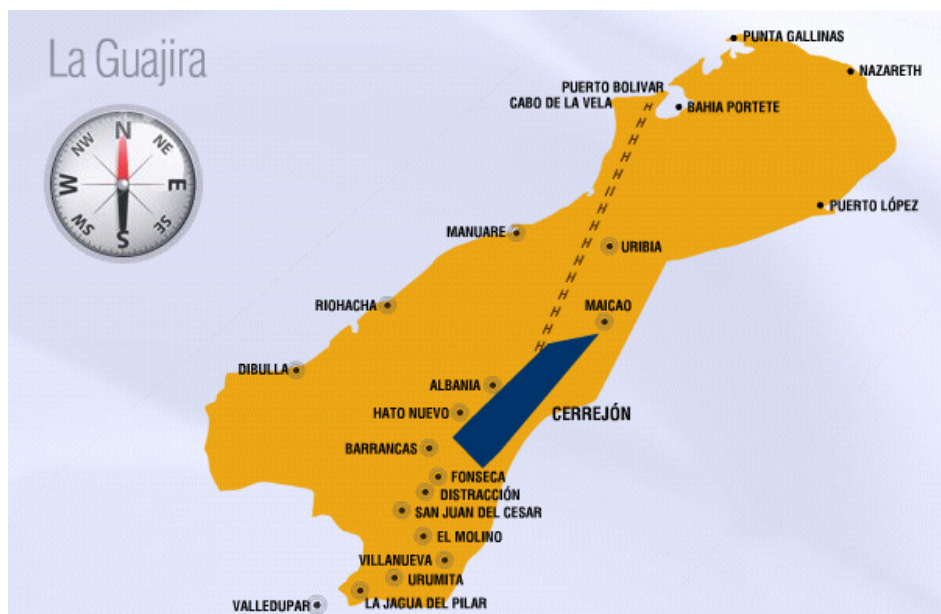 La Guajira
N
NW
NE
W
E
SW
SE
S
PUNTA GALLINAS
NAZARETH
PUERTO BOLIVAR
CABO DE LA VELA
BAHIA PORTETE
PUERTO LÓPEZ
MANUARE
URIBIA
RIOHACHA
MAICAO
DIBULLA
ALBANIA
HATO NUEVO
CERREJÓN
BARRANCAS
FONSECA
DISTRACCIÓN
SAN JUAN DEL CESAR
EL MOLINO
VILLANUEVA
URUMITA
LA JAGUA DEL PILAR
VALLEDUPAR